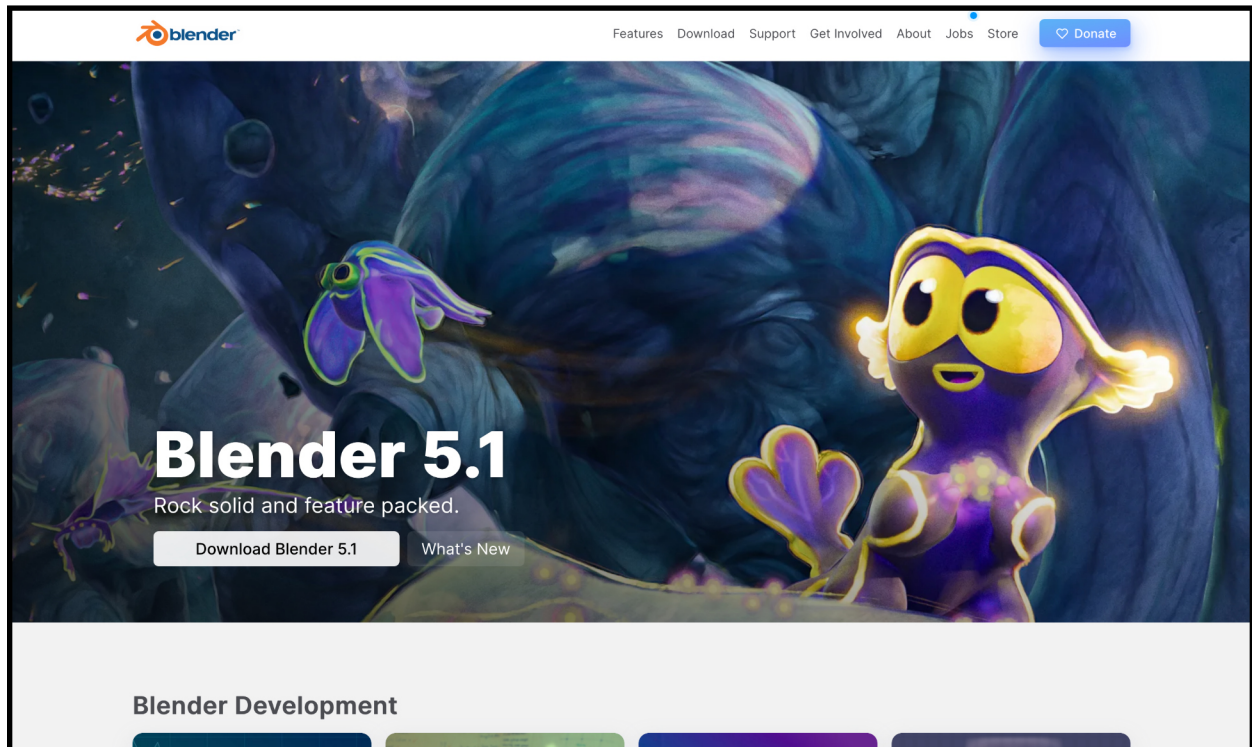 blender
Features Download Support Get Involved About Jobs Store Donate
Blender 5.1
Rock solid and feature packed.
Download Blender 5.1 What's New
Blender Development